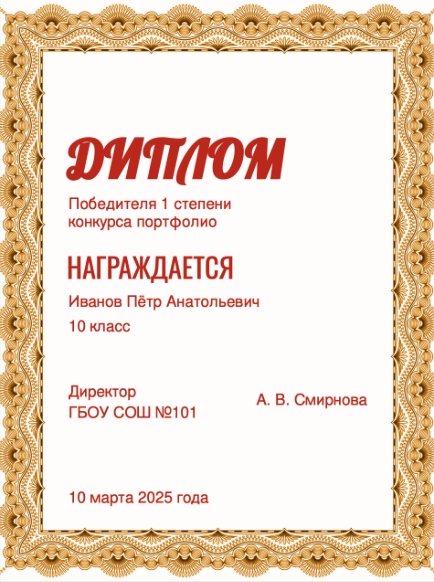 ДИПЛОМ
Победителя 1 степени
конкурса портфолио
НАГРАЖДАЕТСЯ
Иванов Пётр Анатольевич
10 класс
Директор
ГБОУ СОШ №101
А. В. Смирнова
10 марта 2025 года